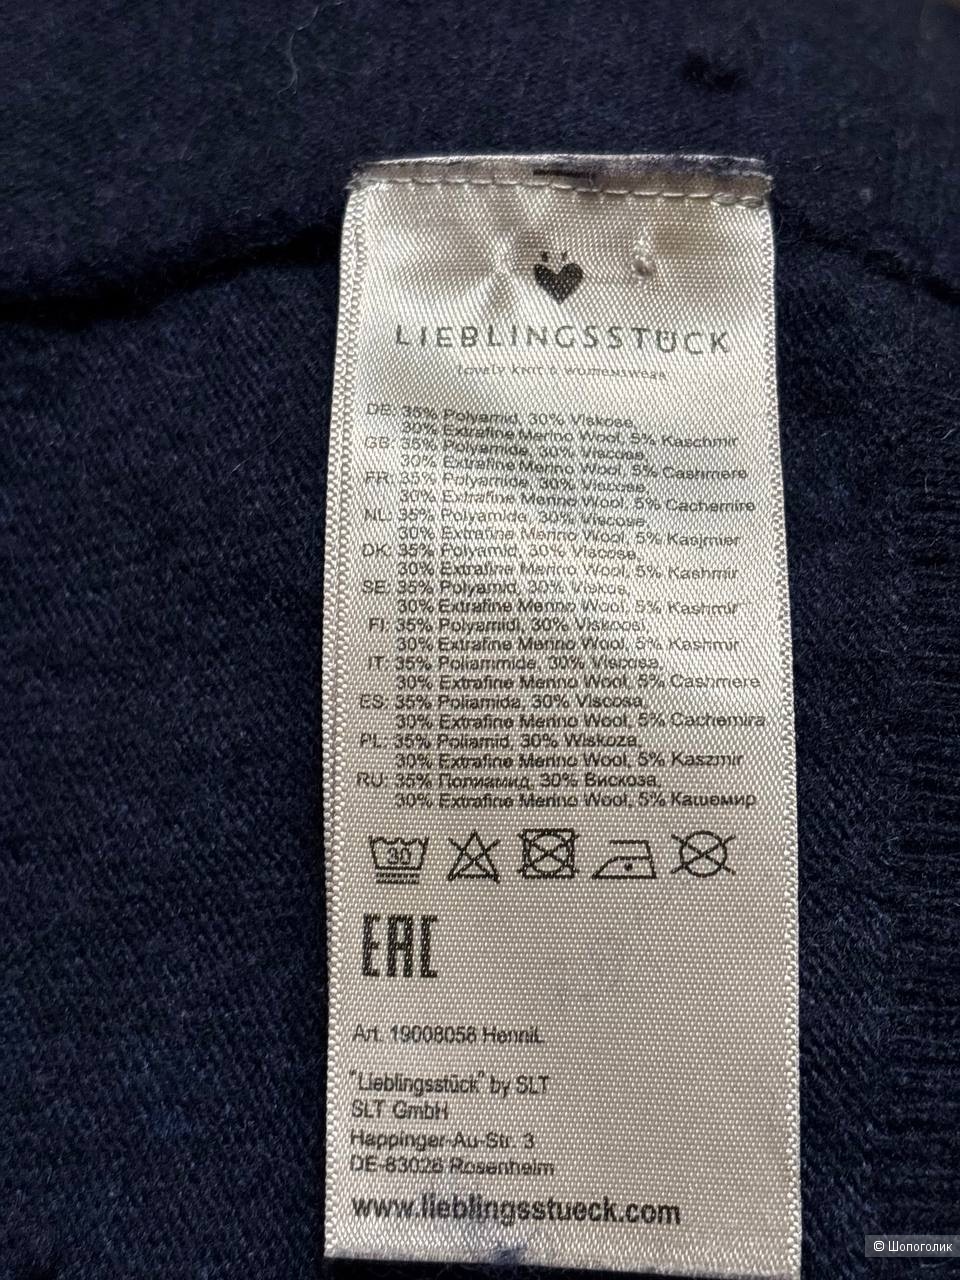 LIEBLINGSSTÜCK
lovely knit & womenswear
DE: 35% Polyamid, 30% Viskose,
30% Extrafine Merino Wool, 5% Kaschmir
GB: 35% Polyamide, 30% Viscose,
30% Extrafine Merino Wool, 5% Cashmere
FR: 35% Polyamide, 30% Viscose,
30% Extrafine Merino Wool, 5% Cachemire
NL: 35% Polyamide, 30% Viscose,
30% Extrafine Merino Wool, 5% Kasjmier
DK: 35% Polyamid, 30% Viscose,
30% Extrafine Merino Wool, 5% Kashmir
SE: 35% Polyamid, 30% Viskos,
30% Extrafine Merino Wool, 5% Kashmir
FI: 35% Polyamidi, 30% Viskoosi
30% Extrafine Merino Wool, 5% Kashmir
IT: 35% Poliammide, 30% Viscosa,
30% Extrafine Merino Wool, 5% Cashmere
ES: 35% Poliamida, 30% Viscosa,
30% Extrafine Merino Wool, 5% Cachemira
PL: 35% Poliamid, 30% Wiskoza,
30% Extrafine Merino Wool, 5% Kaszmir
RU: 35% Полиамид, 30% Вискоза,
30% Extrafine Merino Wool, 5% Кашемир
30
EAC
Art. 19008058 HenniL
"Lieblingsstück" by SLT
SLT GmbH
Happinger-Au-Str. 3
DE-83026 Rosenheim
www.lieblingsstueck.com
© Шопоголик